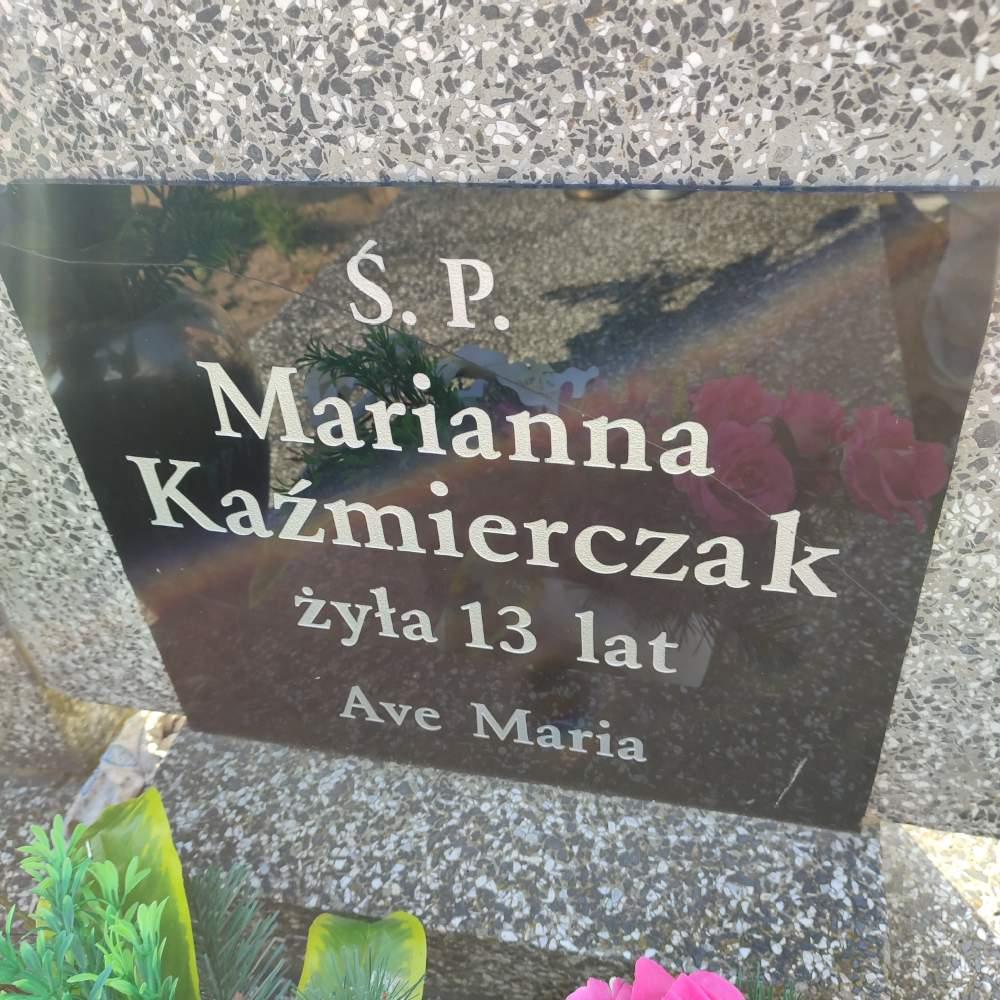 Ś. P.
Marianna
Kaźmierczak
żyła 13 lat
Ave Maria